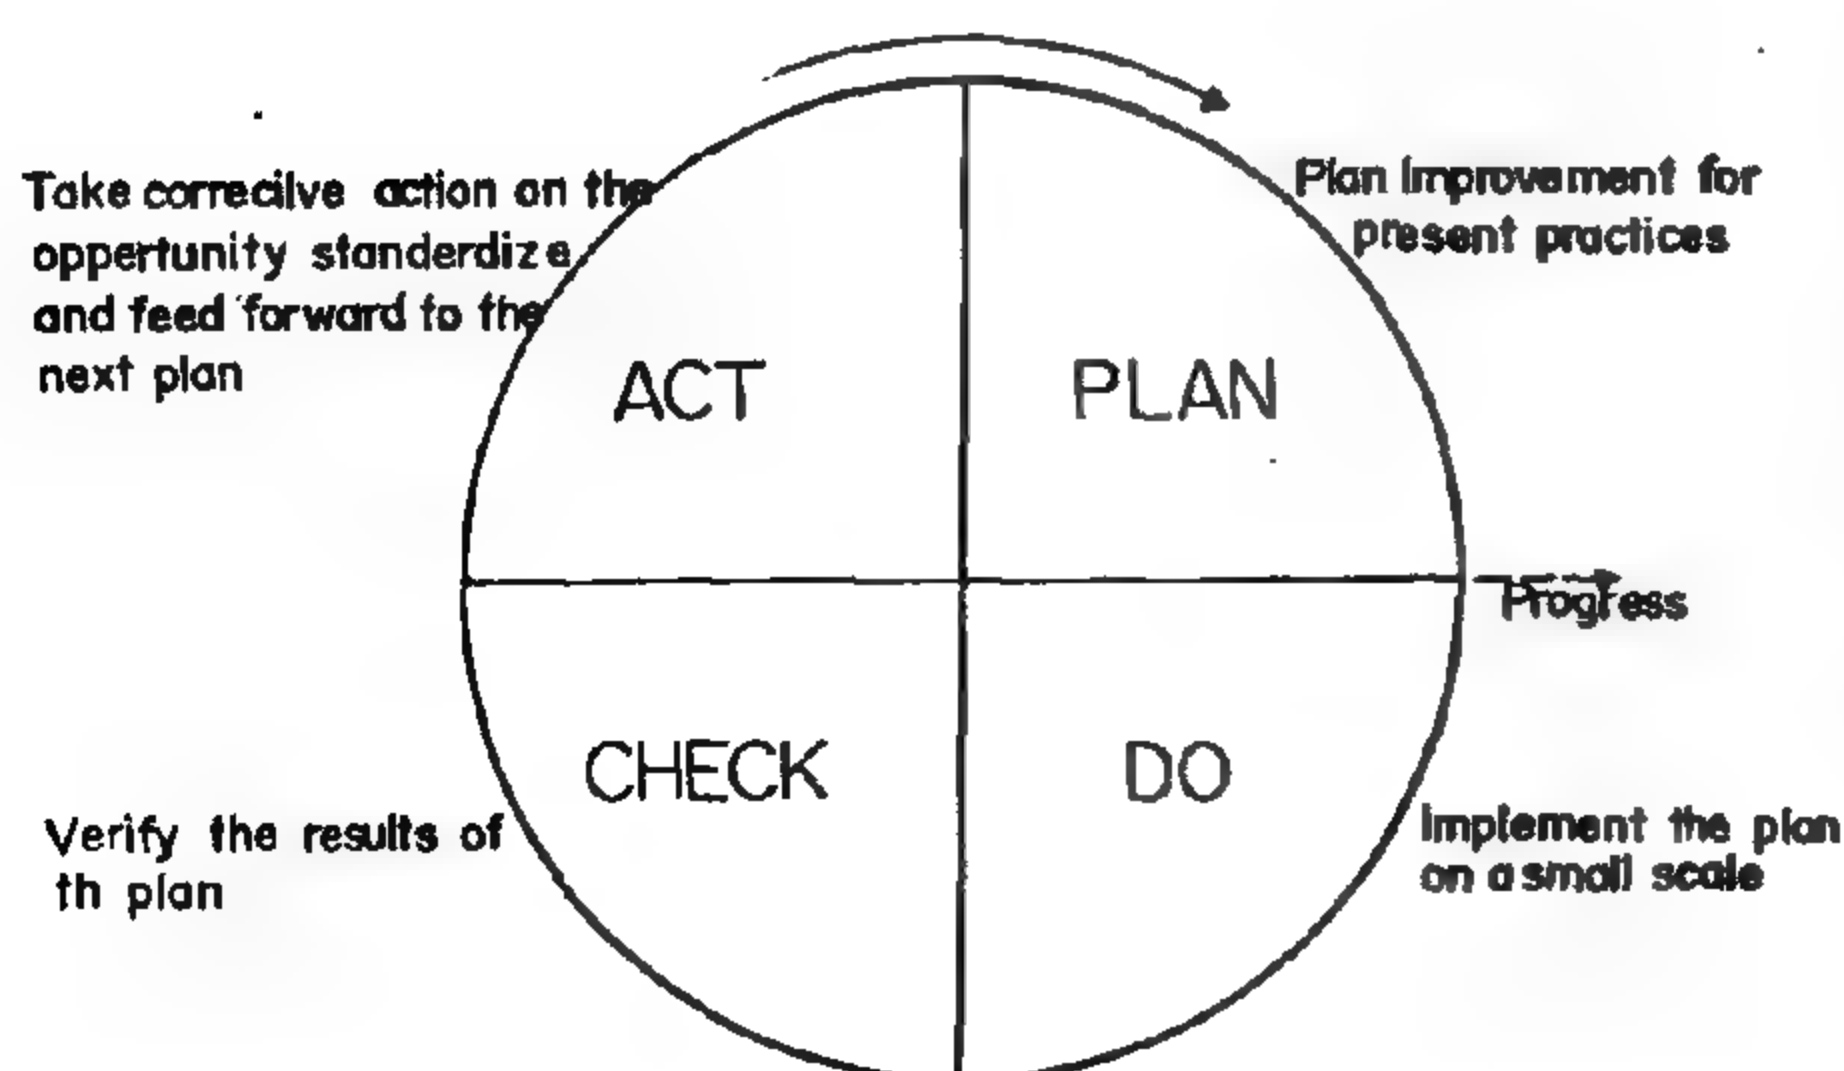 Take correcilve action on the
oppertunity standerdize
and feed forward to the
next plan
Plan Improvement for
present practices
ACT
PLAN
Progress
CHECK
DO
Verify the results of
th plan
Implement the plan
on a small scale